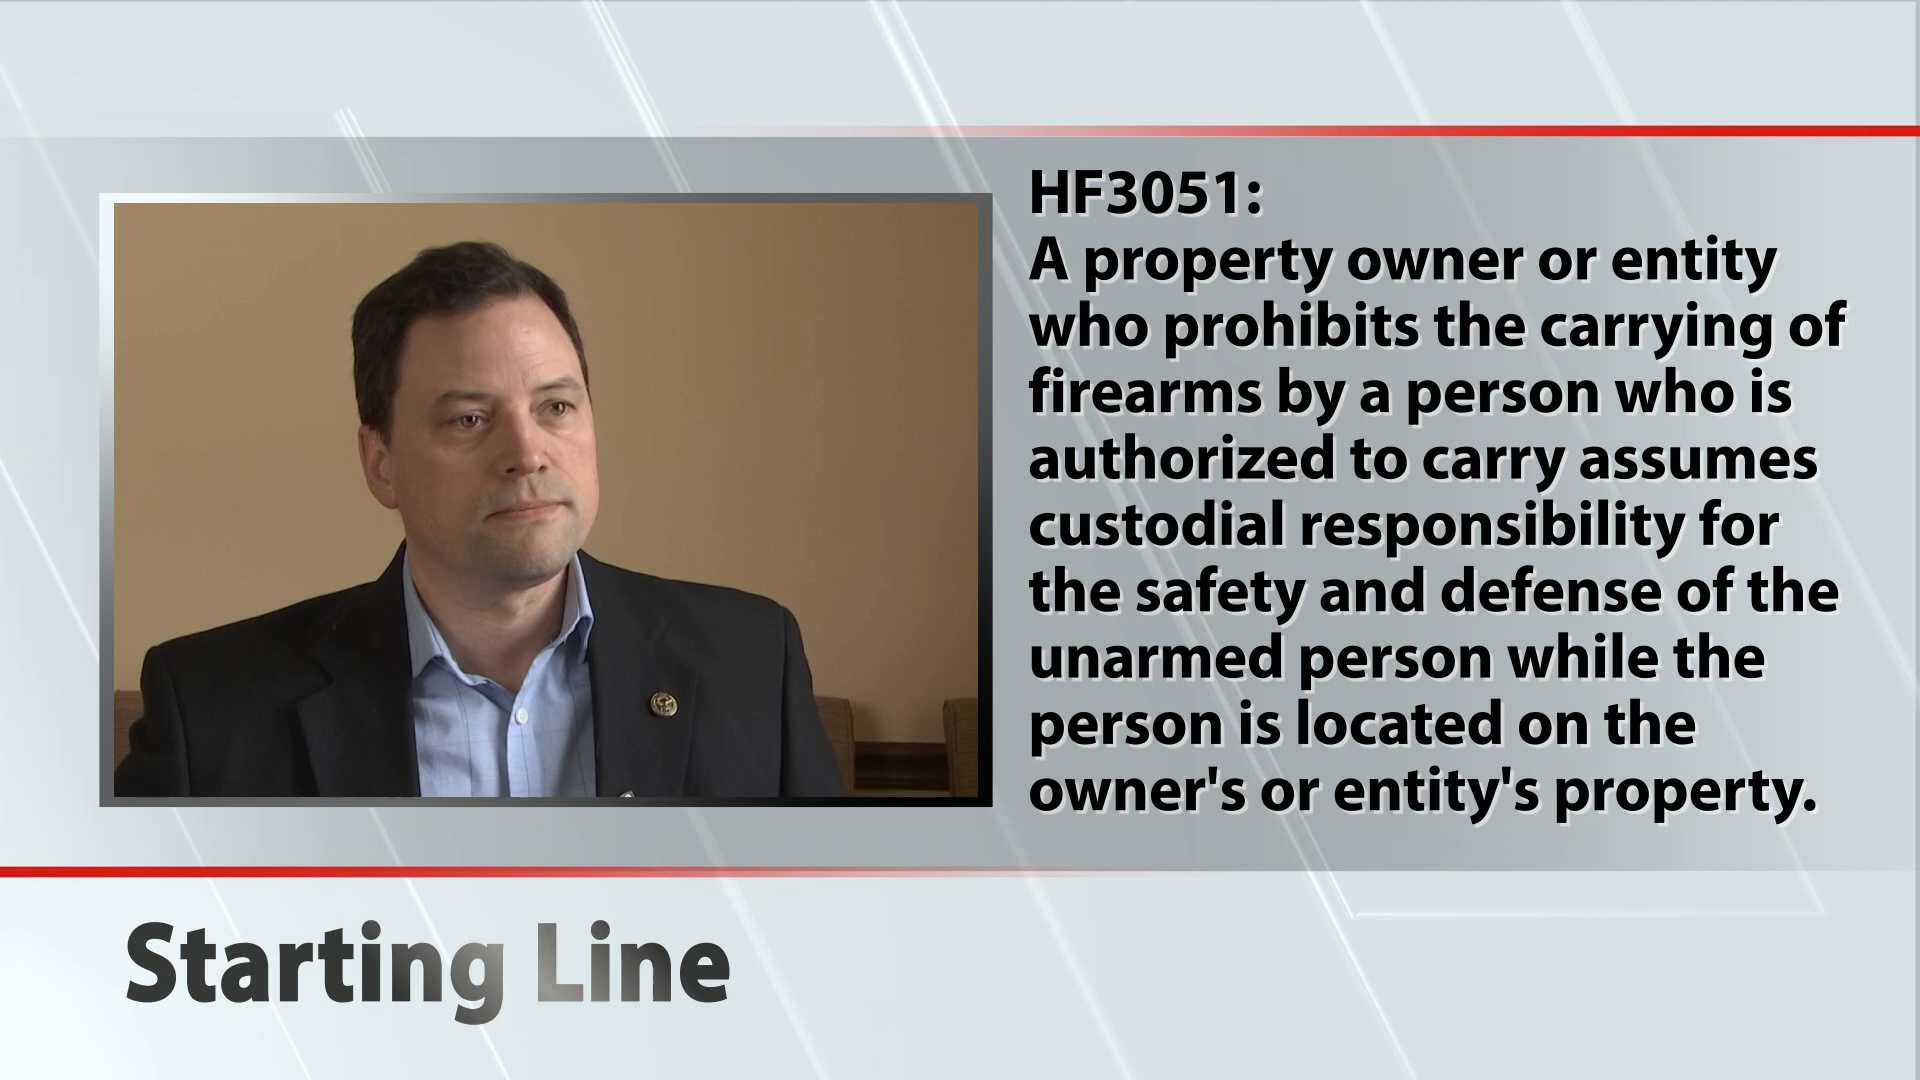 HF3051:
A property owner or entity
who prohibits the carrying of
firearms by a person who is
authorized to carry assumes
custodial responsibility for
the safety and defense of the
unarmed person while the
person is located on the
owner's or entity's property.
Starting Line